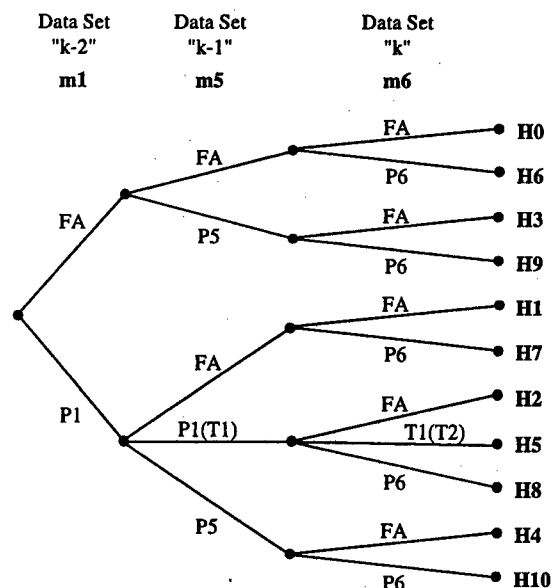 Data Set Data Set Data Set
"k-2" "k-1" "k"
m1 m5 m6
FA H0
FA
P6 H6
FA FA H3
P5
P6 H9
FA H1
FA
P6 H7
P1 FA H2
P1(T1) T1(T2) H5
P6 H8
P5
FA H4
P6 H10